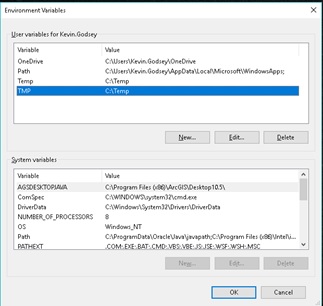 Environment Variables
User variables for Kevin.Godsey
Variable Value
OneDrive C:\Users\Kevin.Godsey\OneDrive
Path C:\Users\Kevin.Godsey\AppData\Local\Microsoft\WindowsApps;
Temp C:\Temp
TMP C:\Temp
New... Edit... Delete
System variables
Variable Value
AGSDESKTOPJAVA C:\Program Files (x86)\ArcGIS\Desktop10.5\
ComSpec C:\WINDOWS\system32\cmd.exe
DriverData C:\Windows\System32\Drivers\DriverData
NUMBER_OF_PROCESSORS 8
OS Windows_NT
Path C:\ProgramData\Oracle\Java\javapath;C:\Program Files (x86)\Intel\i...
PATHEXT .COM;.EXE;.BAT;.CMD;.VBS;.VBE;.JS;.JSE;.WSF;.WSH;.MSC
New... Edit... Delete
OK Cancel